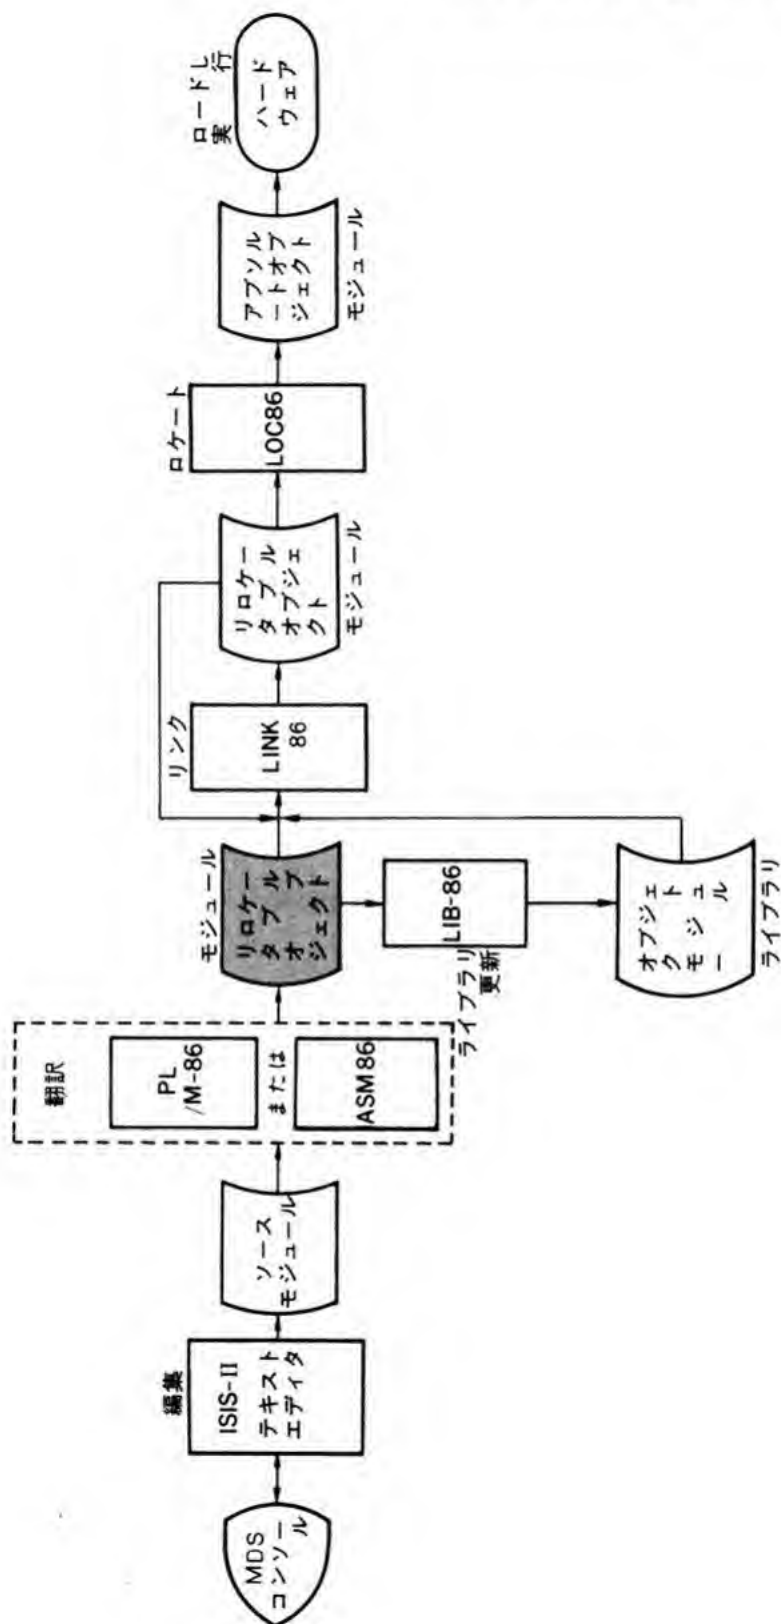 MDS
コンソー
ル
編集
ISIS-II
テキスト
エディタ
ソース
モジュール
翻訳
PL
/M-86
または
ASM86
モジュール
リロケー
タブル
オブ
ジェクト
ライブラリ
更新
LIB-86
オブジェ
クト
モジュール
ー
ライブラリ
リンク
LINK
86
リロケー
タブル
オブジェ
クト
モジュール
ロケート
LOC86
アブソル
ートオブ
ジェクト
モジュール
ロードし
実行
ハード
ウェア